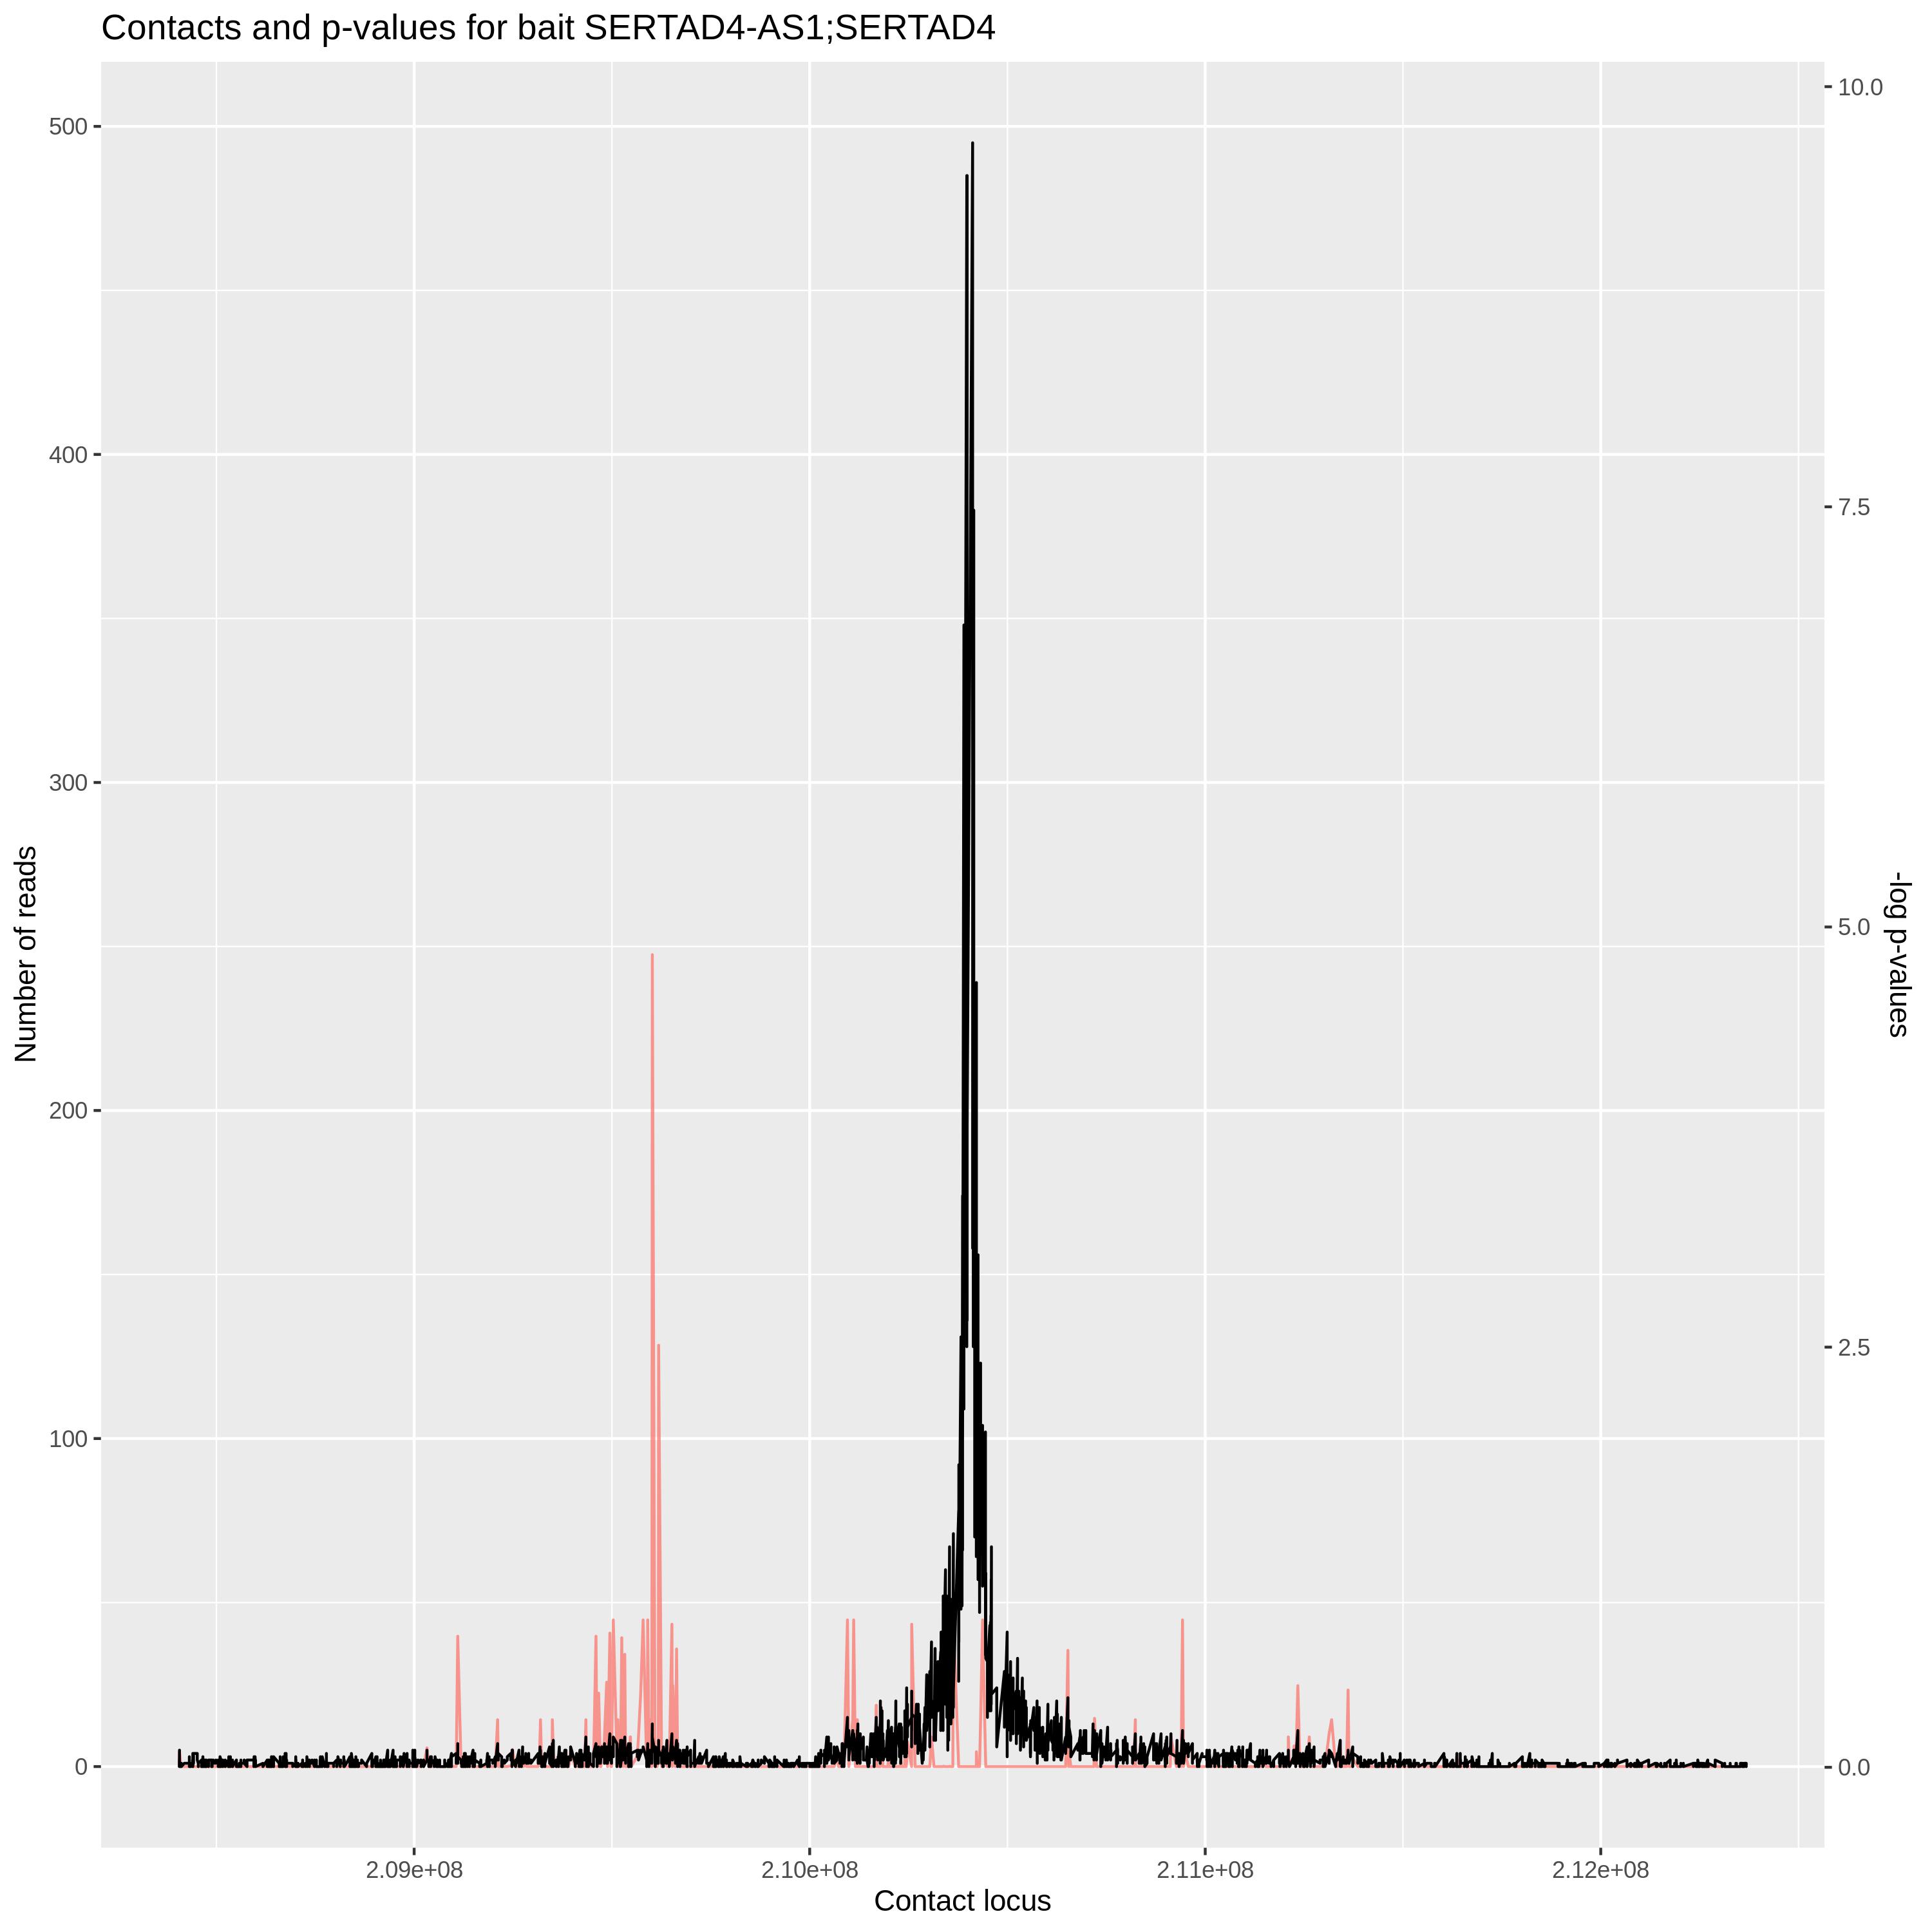 Contacts and p-values for bait SERTAD4-AS1;SERTAD4
500
400
300
200
100
0
Number of reads
10.0
7.5
5.0
2.5
0.0
-log p-values
2.09e+08
2.10e+08
2.11e+08
2.12e+08
Contact locus